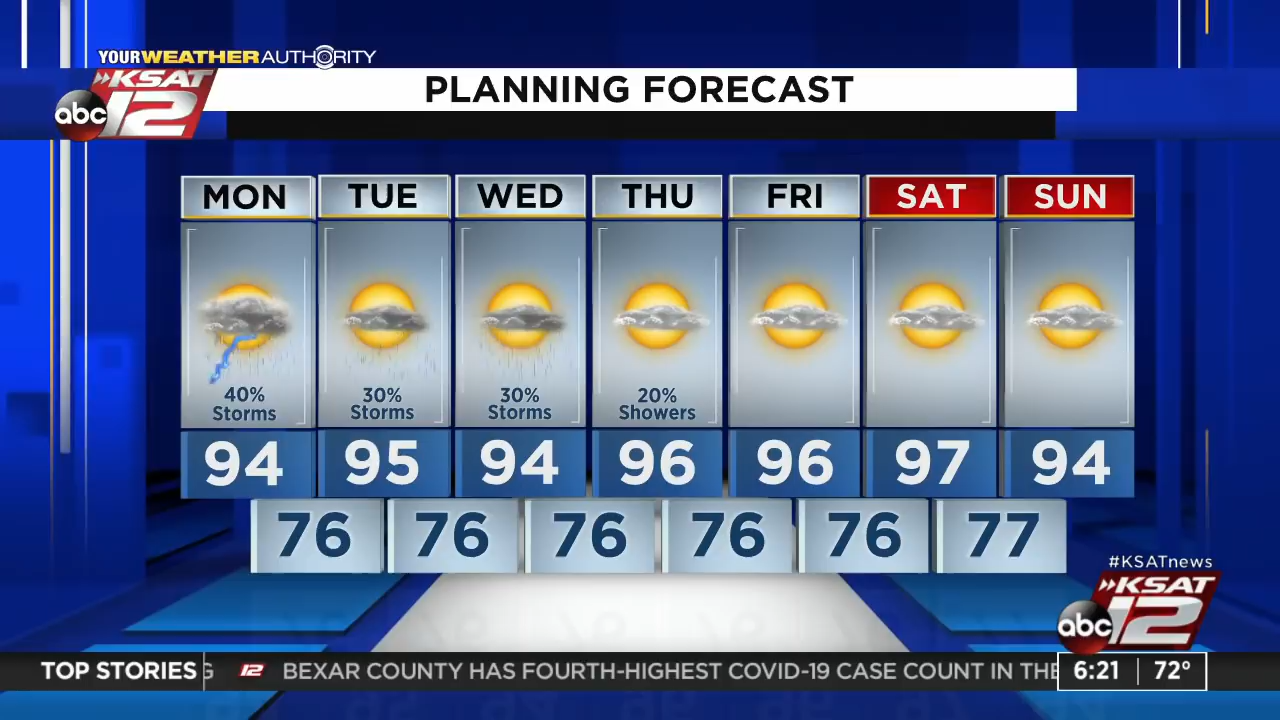 YOURWEATHERAUTHORITY
KSAT
abc 12
PLANNING FORECAST
MON TUE WED THU FRI SAT SUN
40% 30% 30% 20%
Storms Storms Storms Showers
94 95 94 96 96 97 94
76 76 76 76 76 77
#KSATnews
KSAT
abc 12
TOP STORIES G 12 BEXAR COUNTY HAS FOURTH-HIGHEST COVID-19 CASE COUNT IN THE 6:21 72°